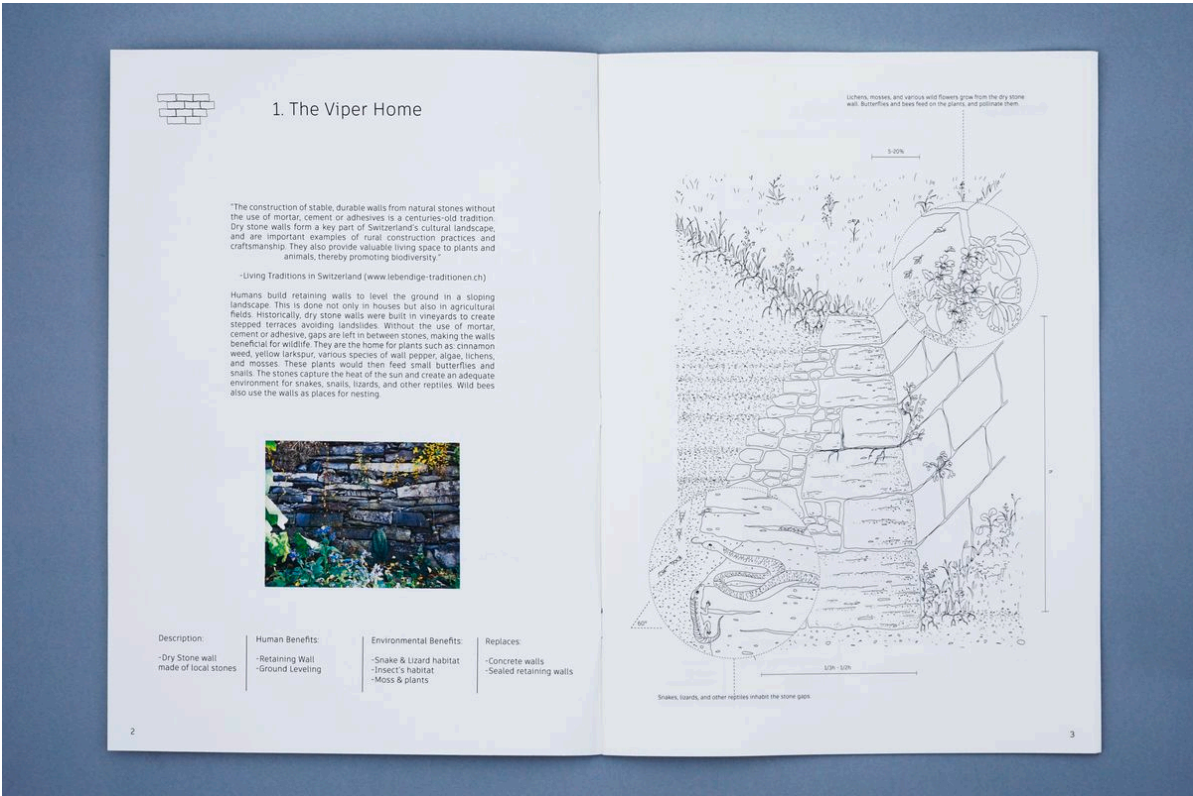 1. The Viper Home
"The construction of stable, durable walls from natural stones without
the use of mortar, cement or adhesives is a centuries-old tradition.
Dry stone walls form a key part of Switzerland's cultural landscape,
and are important examples of rural construction practices and
craftsmanship. They also provide valuable living space to plants and
animals, thereby promoting biodiversity."
-Living Traditions in Switzerland (www.lebendige-traditionen.ch)
Humans build retaining walls to level the ground in a sloping
landscape. This is done not only in houses but also in agricultural
fields. Historically, dry stone walls were built in vineyards to create
stepped terraces avoiding landslides. Without the use of mortar,
cement or adhesive, gaps are left in between stones, making the walls
beneficial for wildlife. They are the home for plants such as: cinnamon
weed, yellow larkspur, various species of wall pepper, algae, lichens,
and mosses. These plants would then feed small butterflies and
snails. The stones capture the heat of the sun and create an adequate
environment for snakes, snails, lizards, and other reptiles. Wild bees
also use the walls as places for nesting.
Description:
-Dry Stone wall
made of local stones
Human Benefits:
-Retaining Wall
-Ground Leveling
Environmental Benefits:
-Snake & Lizard habitat
-Insect's habitat
-Moss & plants
Replaces:
-Concrete walls
-Sealed retaining walls
2
Lichens, mosses, and various wild flowers grow from the dry stone
wall. Butterflies and bees feed on the plants, and pollinate them.
5-20%
60°
1/3h - 1/2h
Snakes, lizards, and other reptiles inhabit the stone gaps.
3